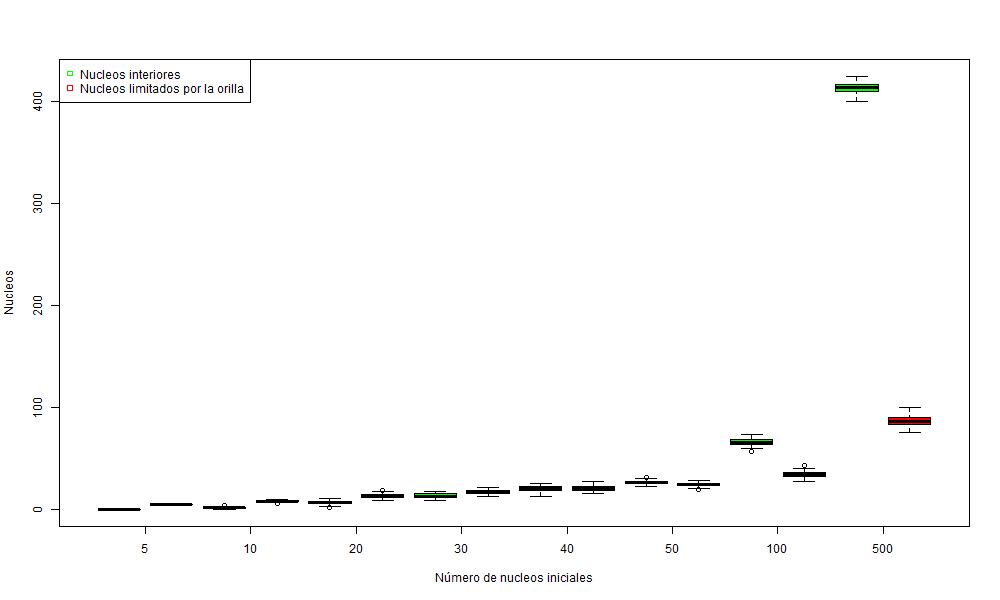 Nucleos interiores
Nucleos limitados por la orilla
400
300
200
100
0
Nucleos
5 10 20 30 40 50 100 500
Número de nucleos iniciales